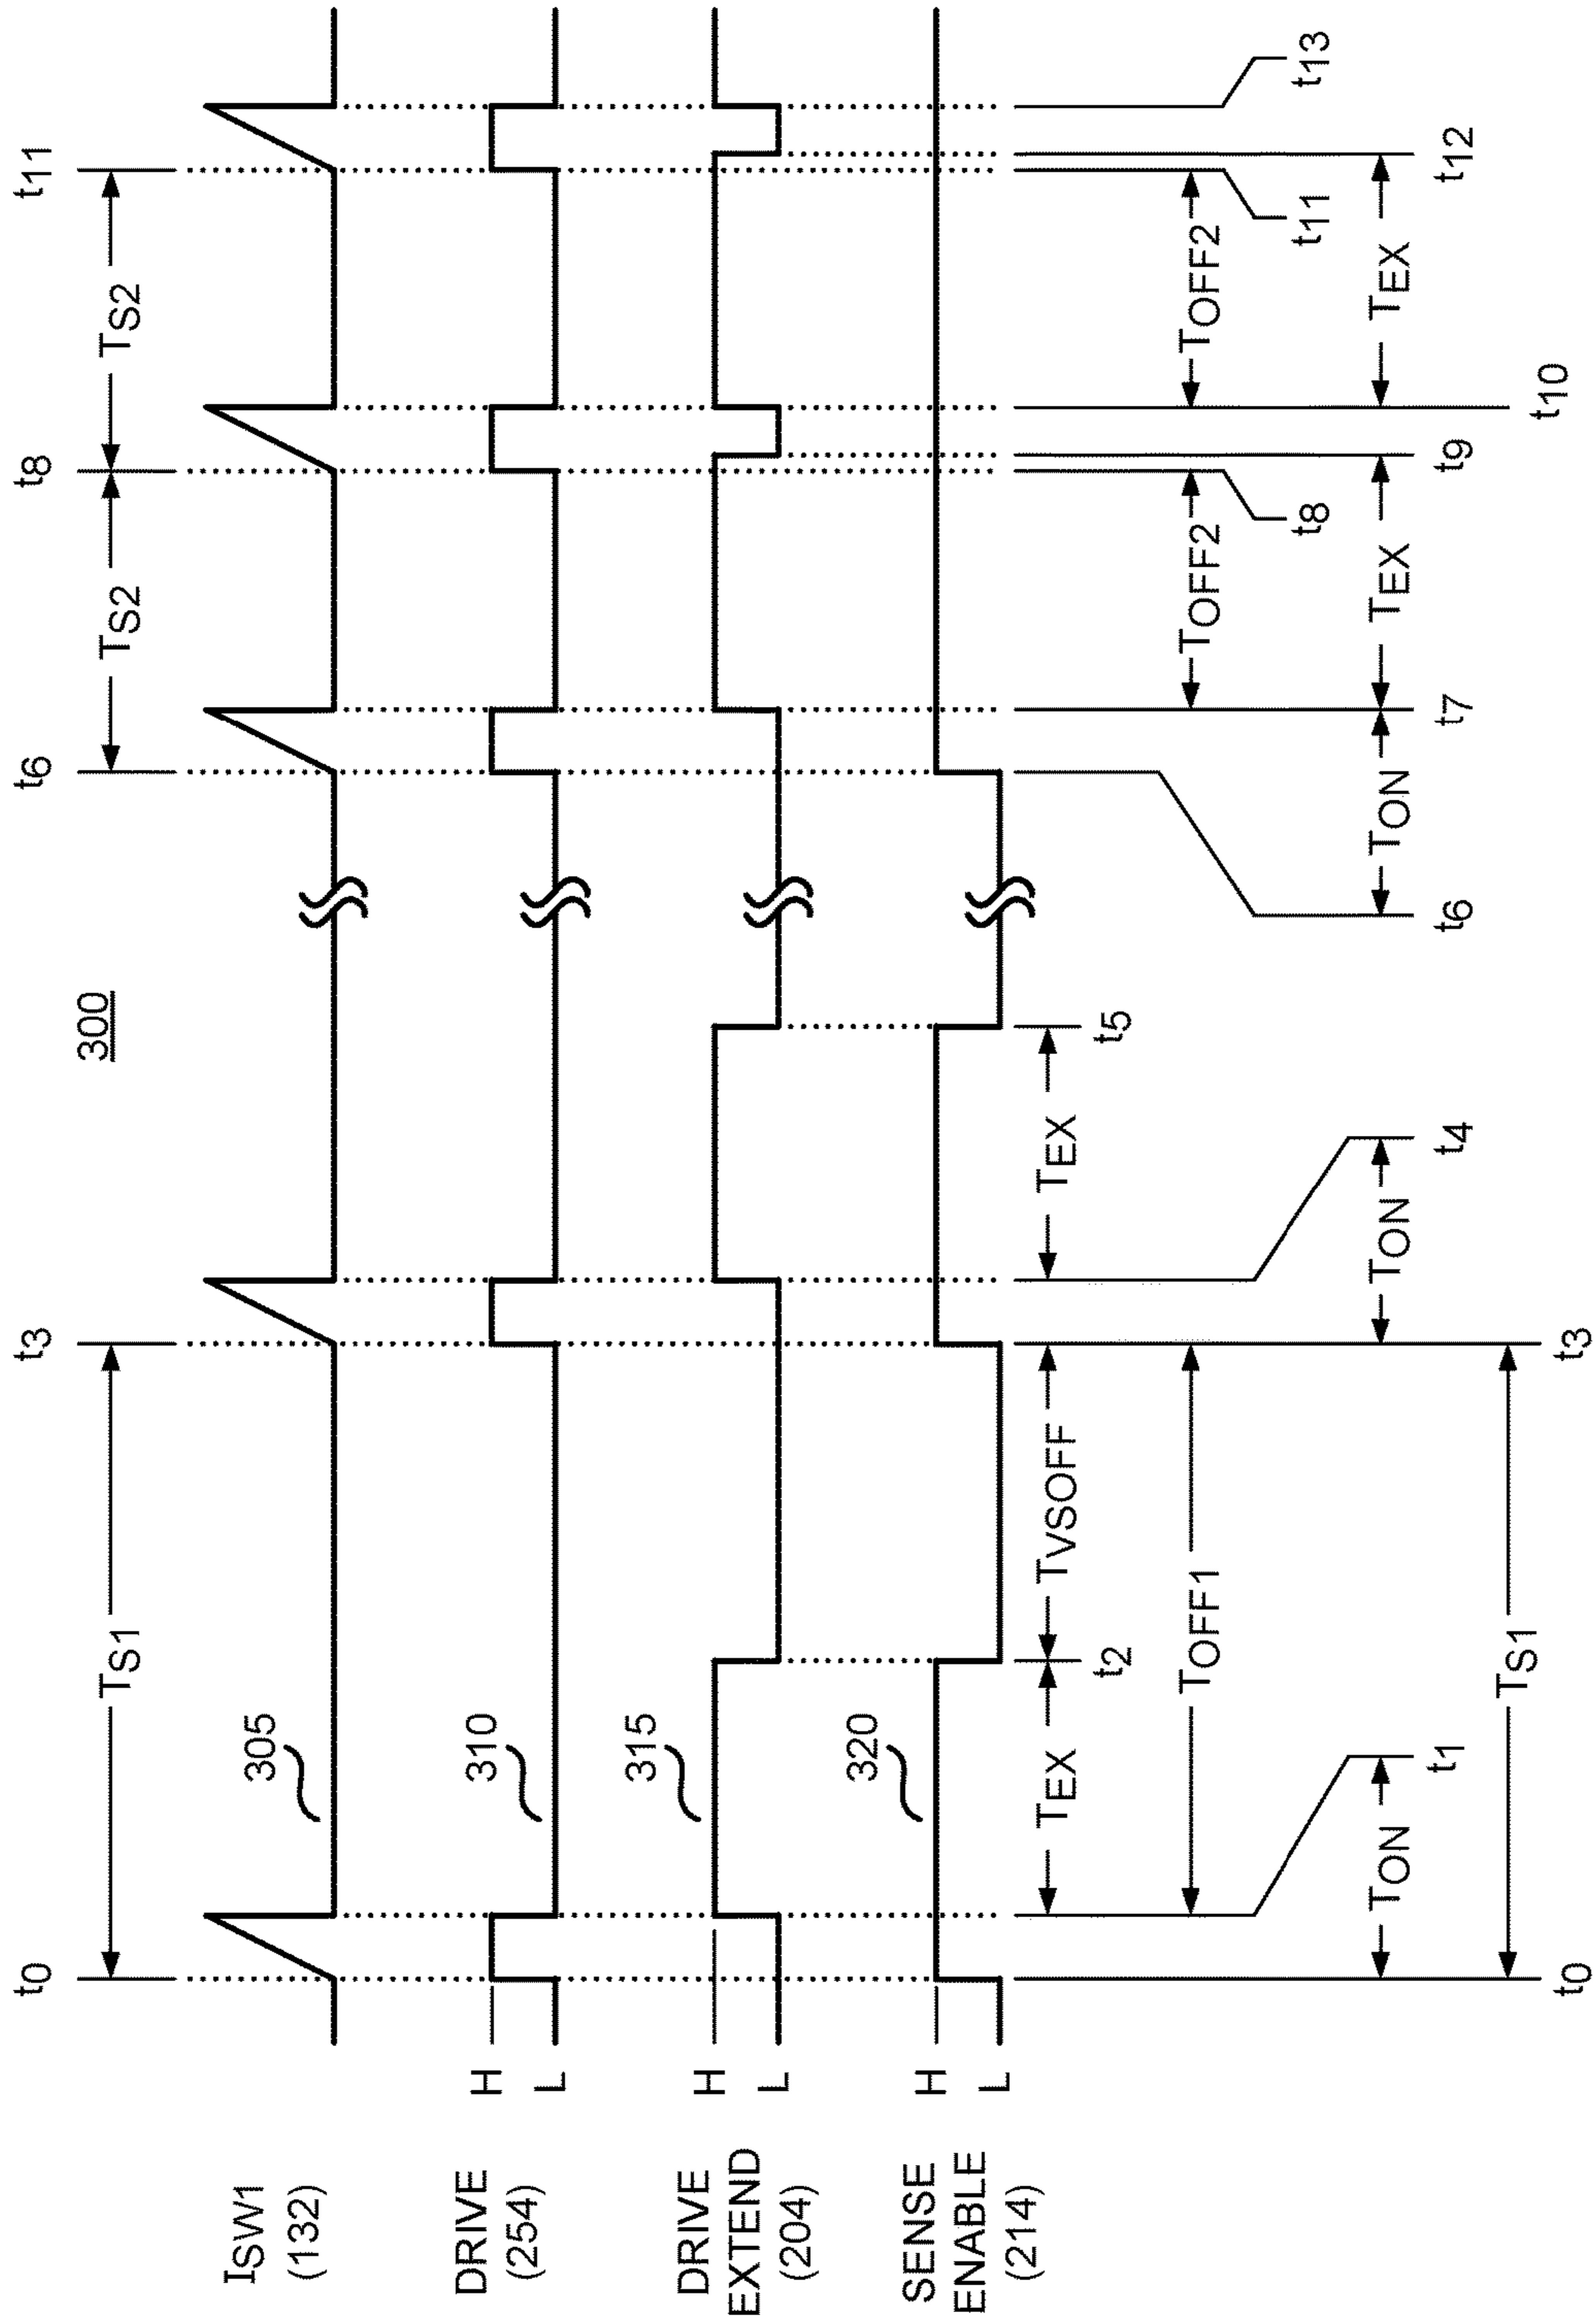 300
t0
t3
t6
t8
t11
TS1
TS2
TS2
ISW1
(132)
305
DRIVE
(254)
H
L
310
DRIVE
EXTEND
(204)
H
L
315
SENSE
ENABLE
(214)
H
L
320
TEX
t2
TVSOFF
TEX
t5
TOFF1
TOFF2
TOFF2
t8
t11
t13
TON
t1
TON
t4
t6
TON
t7
TEX
t9
TEX
t12
t0
TS1
t3
t10